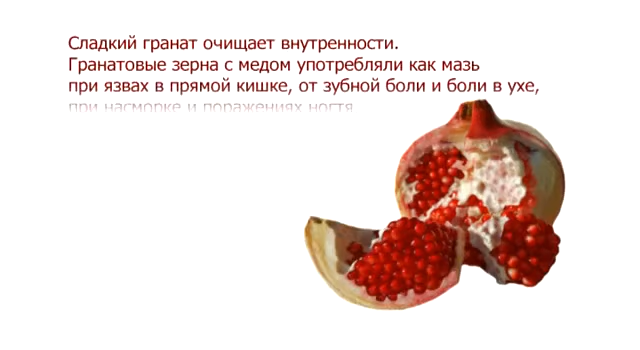 Сладкий гранат очищает внутренности.
Гранатовые зерна с медом употребляли как мазь
при язвах в прямой кишке, от зубной боли и боли в ухе,
при насморке и поражениях ногтя